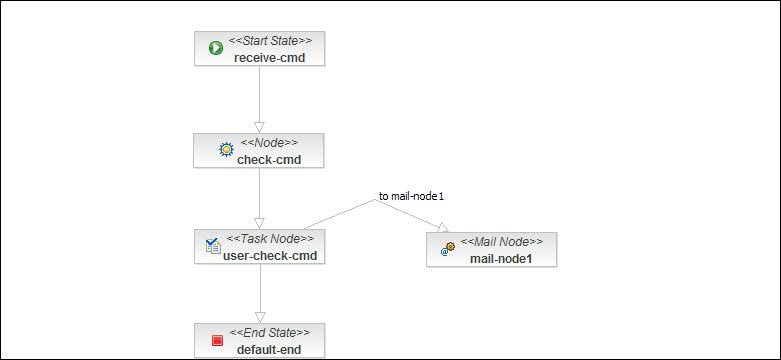 <<Start State>>
receive-cmd
<<Node>>
check-cmd
to mail-node1
<<Task Node>>
user-check-cmd
<<Mail Node>>
mail-node1
<<End State>>
default-end